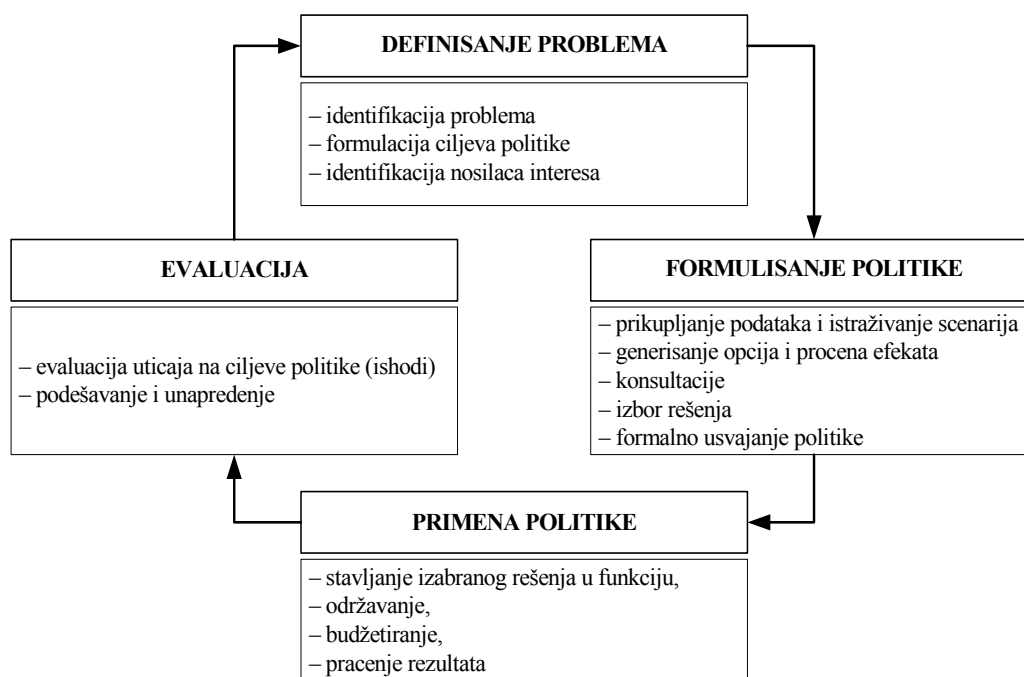 DEFINISANJE PROBLEMA
– identifikacija problema
– formulacija ciljeva politike
– identifikacija nosilaca interesa
FORMULISANJE POLITIKE
– prikupljanje podataka i istraživanje scenarija
– generisanje opcija i procena efekata
– konsultacije
– izbor rešenja
– formalno usvajanje politike
PRIMENA POLITIKE
– stavljanje izabranog rešenja u funkciju,
– održavanje,
– budžetiranje,
– pracenje rezultata
EVALUACIJA
– evaluacija uticaja na ciljeve politike (ishodi)
– podešavanje i unapredenje